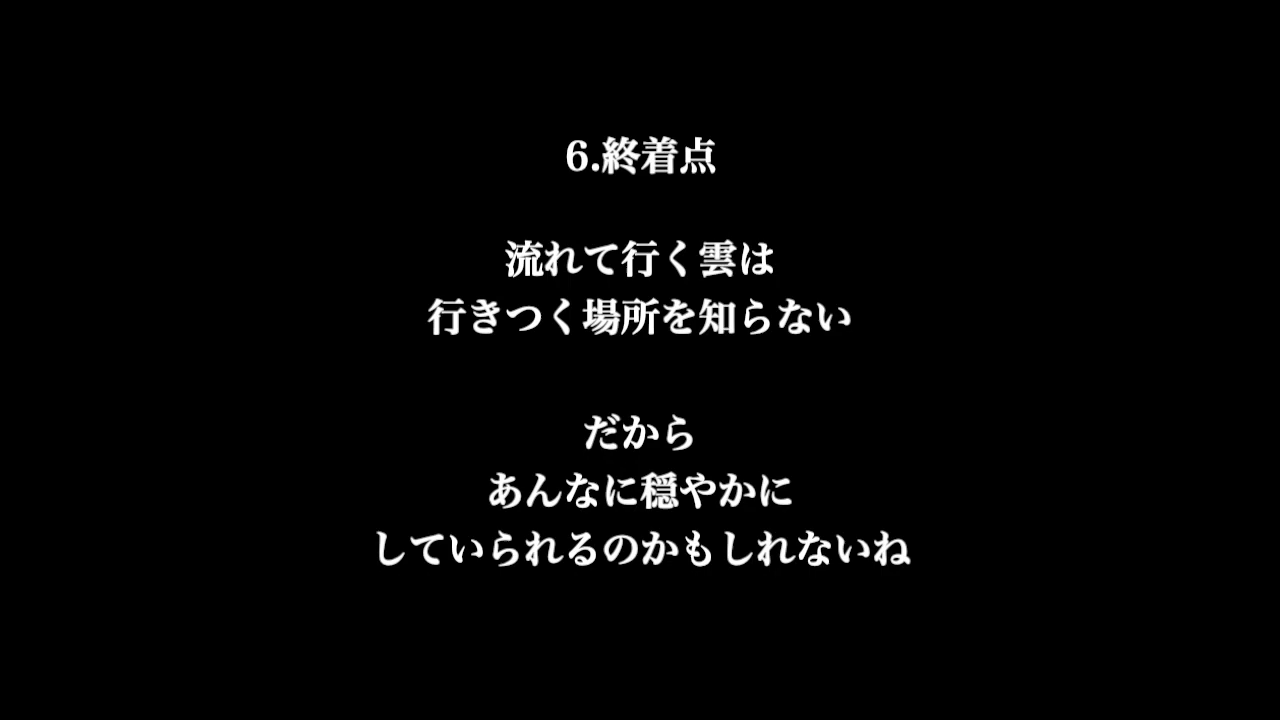 6.終着点
流れて行く雲は
行きつく場所を知らない
だから
あんなに穏やかに
していられるのかもしれないね